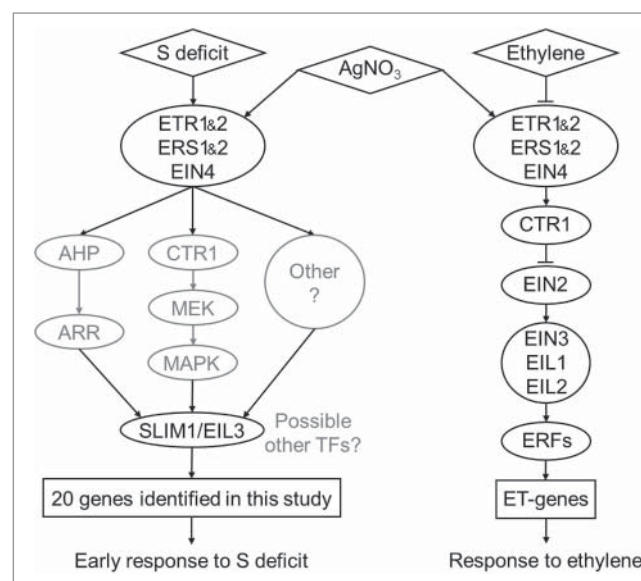 S deficit
AgNO₃
Ethylene
ETR1&2
ERS1&2
EIN4
ETR1&2
ERS1&2
EIN4
AHP
CTR1
Other
?
CTR1
MEK
EIN2
ARR
MAPK
EIN3
EIL1
EIL2
SLIM1/EIL3
Possible
other TFs?
ERFs
20 genes identified in this study
ET-genes
Early response to S deficit
Response to ethylene